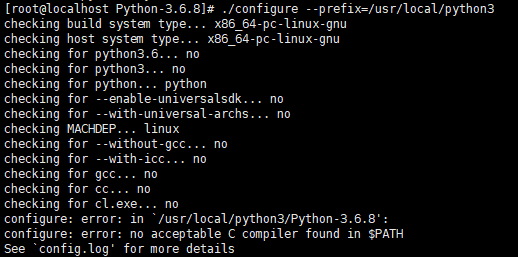 [root@localhost Python-3.6.8]# ./configure --prefix=/usr/local/python3
checking build system type... x86_64-pc-linux-gnu
checking host system type... x86_64-pc-linux-gnu
checking for python3.6... no
checking for python3... no
checking for python... python
checking for --enable-universalsdk... no
checking for --with-universal-archs... no
checking MACHDEP... linux
checking for --without-gcc... no
checking for --with-icc... no
checking for gcc... no
checking for cc... no
checking for cl.exe... no
configure: error: in `/usr/local/python3/Python-3.6.8':
configure: error: no acceptable C compiler found in $PATH
See `config.log' for more details